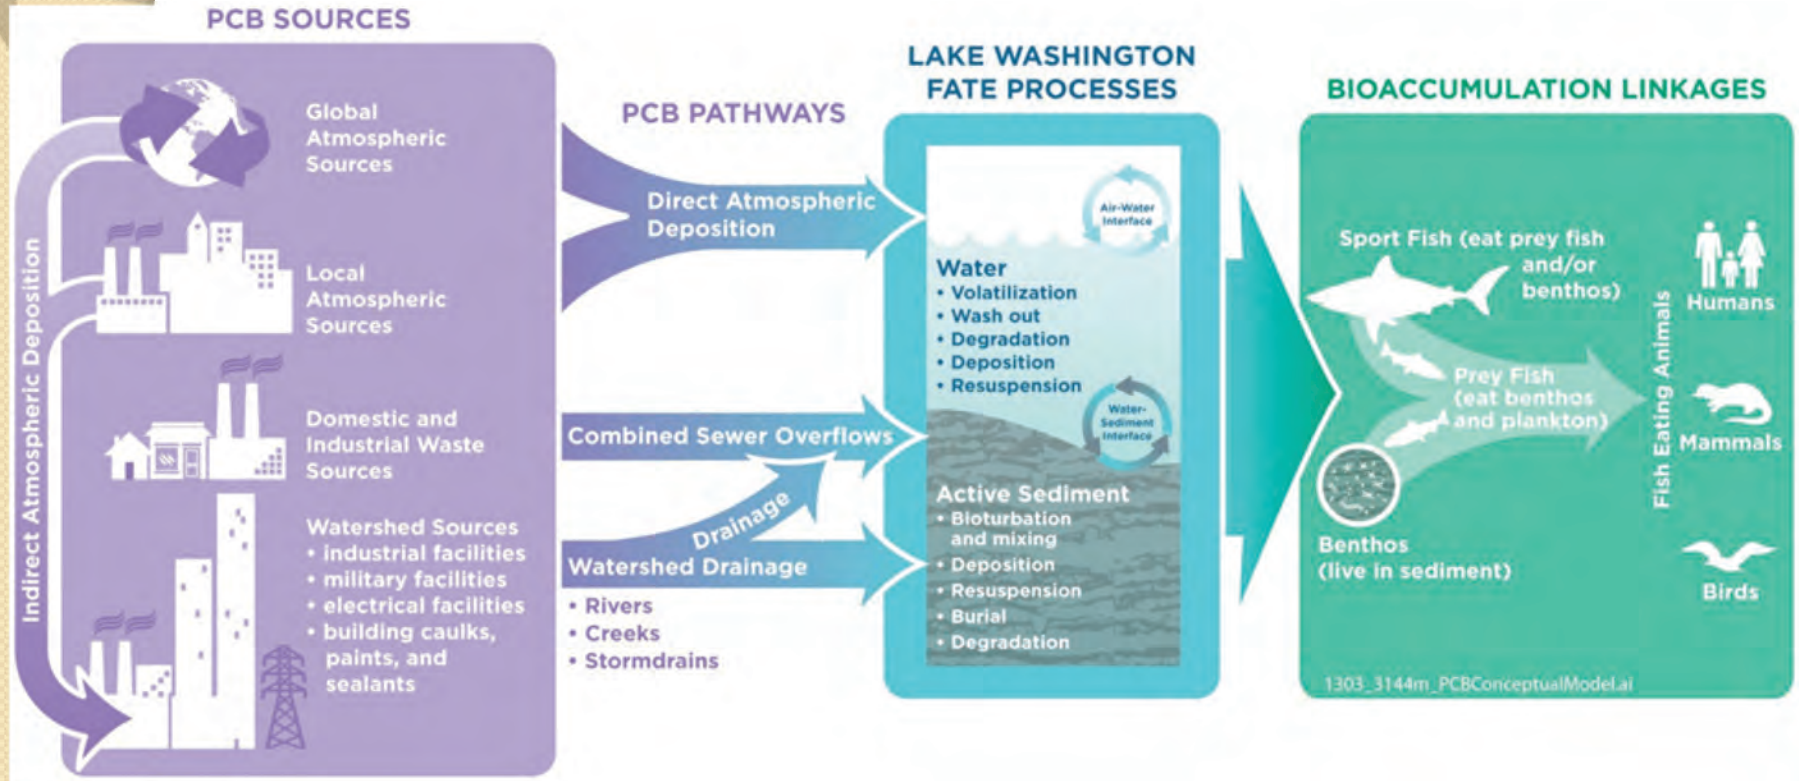 PCB SOURCES
Indirect Atmospheric Deposition
Global
Atmospheric
Sources
Local
Atmospheric
Sources
Domestic and
Industrial Waste
Sources
Watershed Sources
• industrial facilities
• military facilities
• electrical facilities
• building caulks,
paints, and
sealants
PCB PATHWAYS
Direct Atmospheric
Deposition
Combined Sewer Overflows
Drainage
Watershed Drainage
• Rivers
• Creeks
• Stormdrains
LAKE WASHINGTON
FATE PROCESSES
Air-Water
Interface
Water
• Volatilization
• Wash out
• Degradation
• Deposition
• Resuspension
Water-
Sediment
Interface
Active Sediment
• Bioturbation
and mixing
• Deposition
• Resuspension
• Burial
• Degradation
BIOACCUMULATION LINKAGES
Sport Fish (eat prey fish
and/or
benthos)
Prey Fish
(eat benthos
and plankton)
Benthos
(live in sediment)
Fish Eating Animals
Humans
Mammals
Birds
1303_3144m_PCBConceptualModel.ai